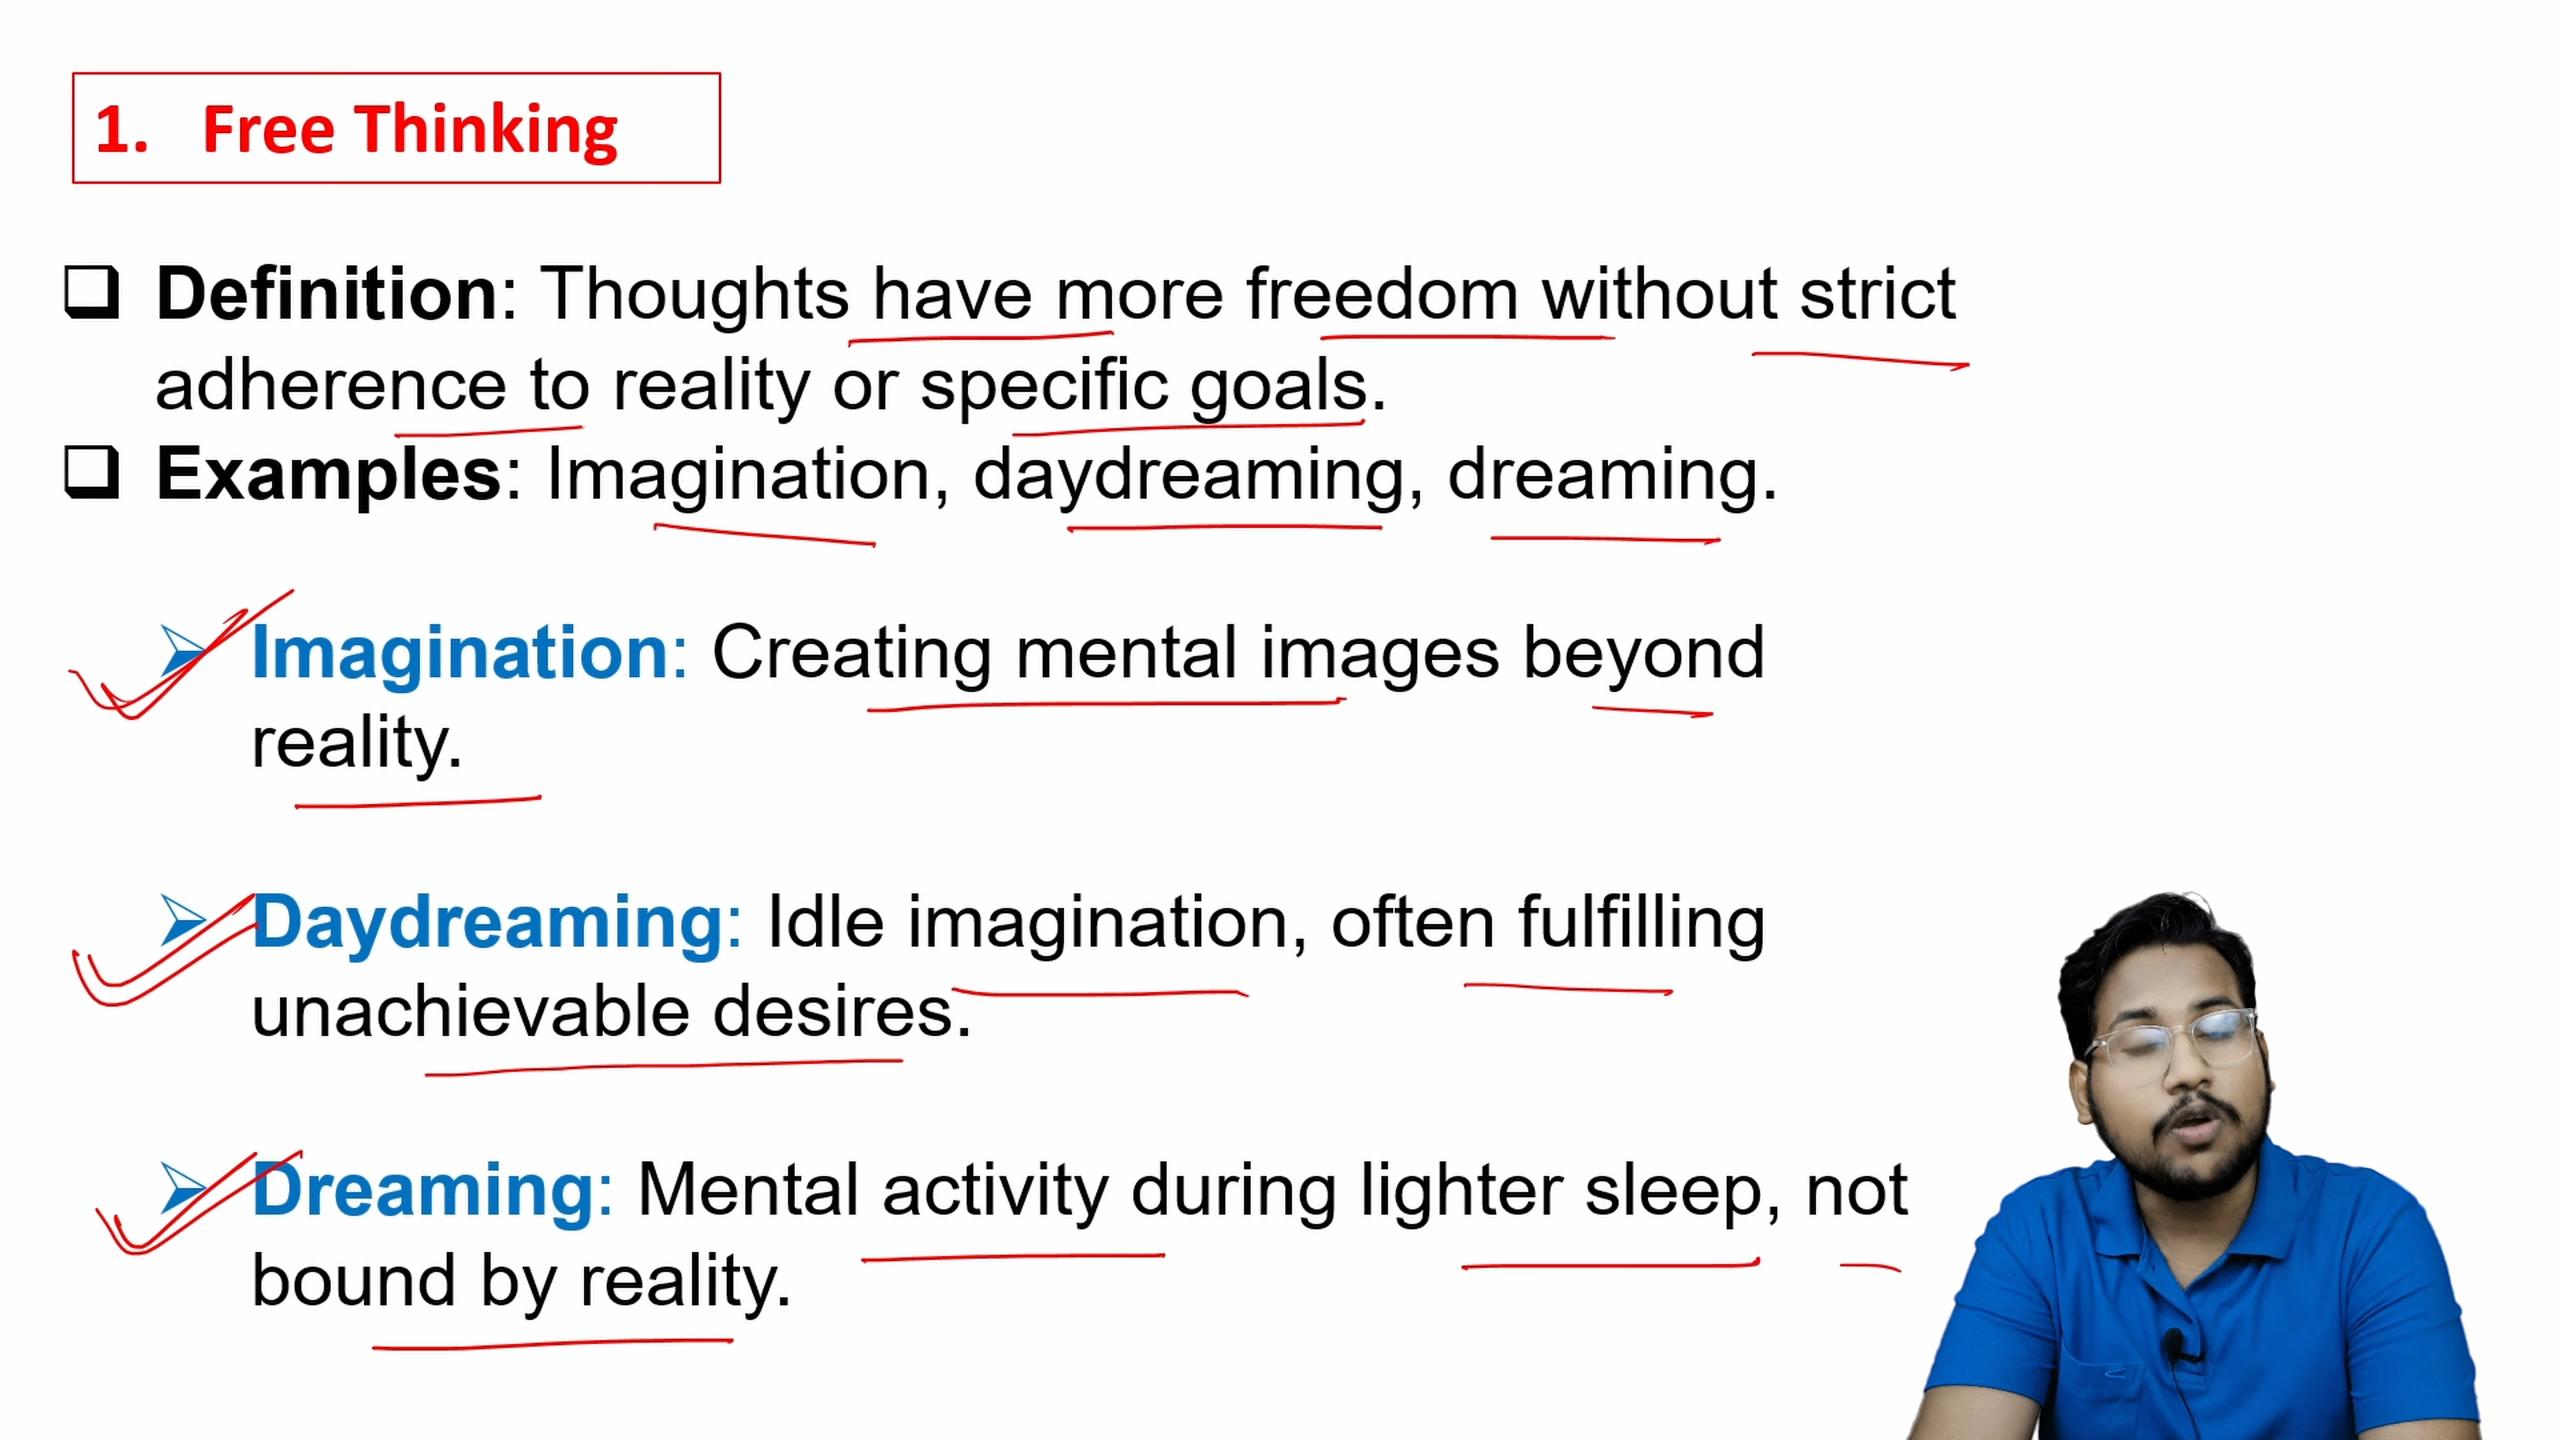 1. Free Thinking
Definition: Thoughts have more freedom without strict
adherence to reality or specific goals.
Examples: Imagination, daydreaming, dreaming.
Imagination: Creating mental images beyond
reality.
Daydreaming: Idle imagination, often fulfilling
unachievable desires.
Dreaming: Mental activity during lighter sleep, not
bound by reality.